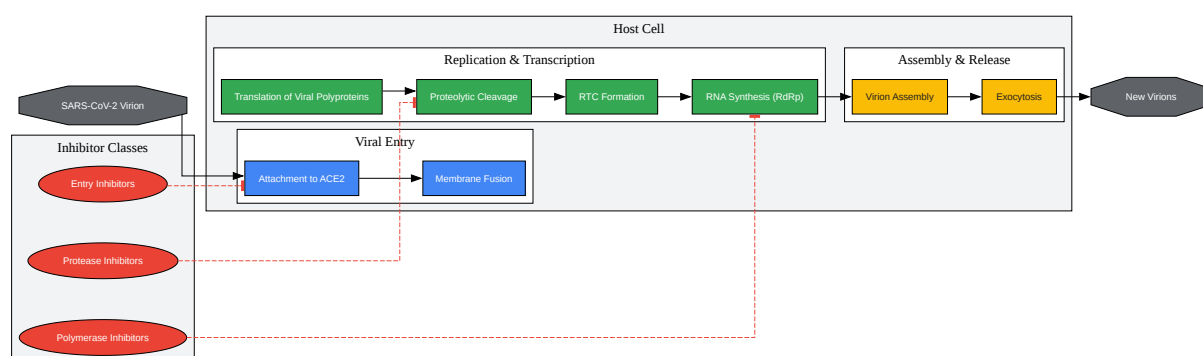 Host Cell
Replication & Transcription
Assembly & Release
Translation of Viral Polyproteins
Proteolytic Cleavage
RTC Formation
RNA Synthesis (RdRp)
Virion Assembly
Exocytosis
New Virions
SARS-CoV-2 Virion
Viral Entry
Attachment to ACE2
Membrane Fusion
Inhibitor Classes
Entry Inhibitors
Protease Inhibitors
Polymerase Inhibitors